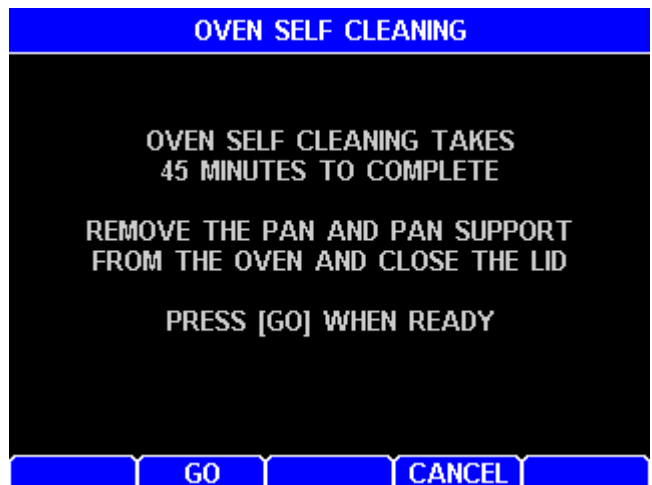 OVEN SELF CLEANING
OVEN SELF CLEANING TAKES
45 MINUTES TO COMPLETE
REMOVE THE PAN AND PAN SUPPORT
FROM THE OVEN AND CLOSE THE LID
PRESS [GO] WHEN READY
GO CANCEL